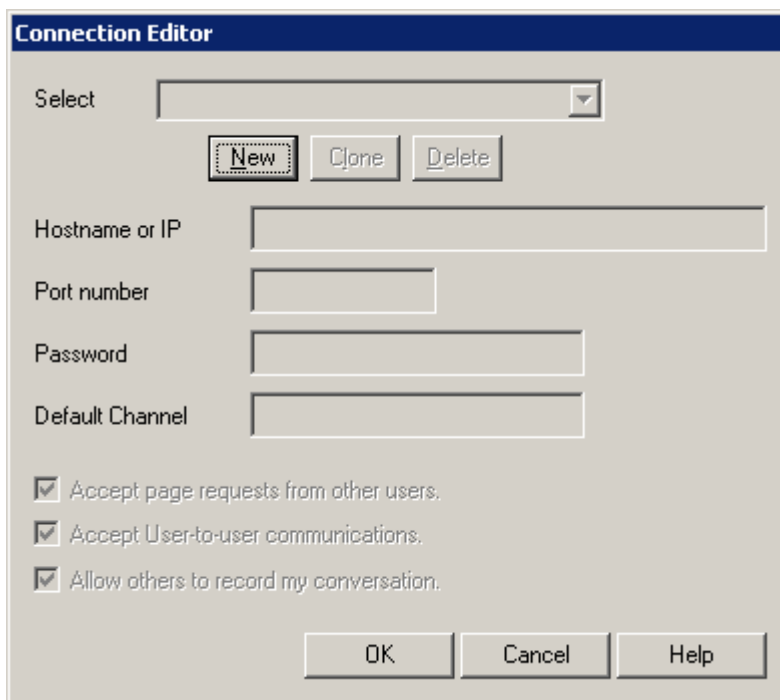 Connection Editor
Select
New Clone Delete
Hostname or IP
Port number
Password
Default Channel
Accept page requests from other users.
Accept User-to-user communications.
Allow others to record my conversation.
OK Cancel Help